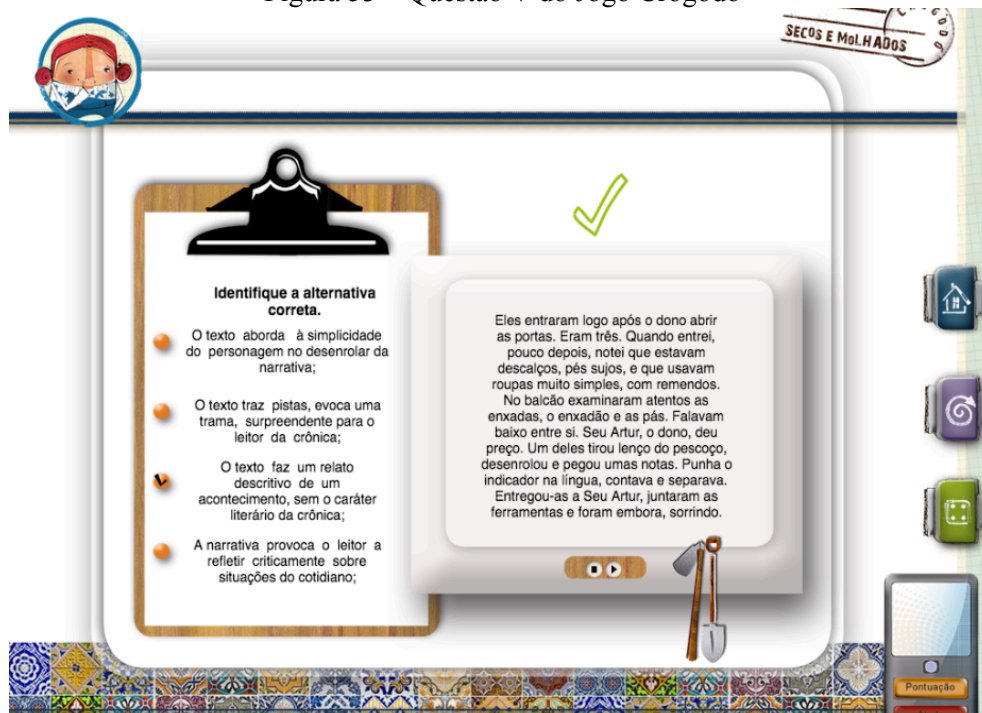 SECOS E MOLHADOS
Identifique a alternativa
correta.
O texto aborda à simplicidade
do personagem no desenrolar da
narrativa;
O texto traz pistas, evoca uma
trama, surpreendente para o
leitor da crônica;
O texto faz um relato
descritivo de um
acontecimento, sem o caráter
literário da crônica;
A narrativa provoca o leitor a
refletir criticamente sobre
situações do cotidiano;
Eles entraram logo após o dono abrir
as portas. Eram três. Quando entrei,
pouco depois, notei que estavam
descalços, pés sujos, e que usavam
roupas muito simples, com remendos.
No balcão examinaram atentos as
enxadas, o enxadão e as pás. Falavam
baixo entre si. Seu Artur, o dono, deu
preço. Um deles tirou lenço do pescoço,
desenrolou e pegou umas notas. Punha o
indicador na língua, contava e separava.
Entregou-as a Seu Artur, juntaram as
ferramentas e foram embora, sorrindo.
Pontuação